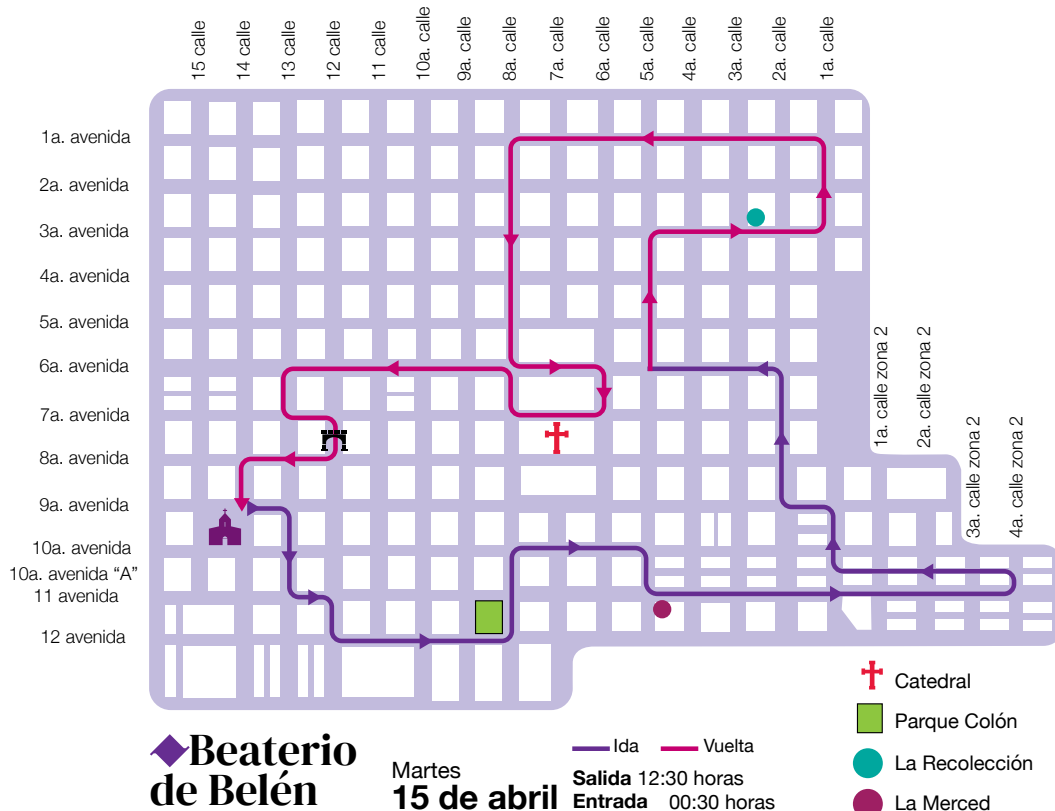 15 calle
14 calle
13 calle
12 calle
11 calle
10a. calle
9a. calle
8a. calle
7a. calle
6a. calle
5a. calle
4a. calle
3a. calle
2a. calle
1a. calle
1a. avenida
2a. avenida
3a. avenida
4a. avenida
5a. avenida
6a. avenida
7a. avenida
8a. avenida
9a. avenida
10a. avenida
10a. avenida “A”
11 avenida
12 avenida
1a. calle zona 2
2a. calle zona 2
3a. calle zona 2
4a. calle zona 2
Beaterio
de Belén
Martes
15 de abril
Ida
Vuelta
Salida 12:30 horas
Entrada 00:30 horas
Catedral
Parque Colón
La Recolección
La Merced